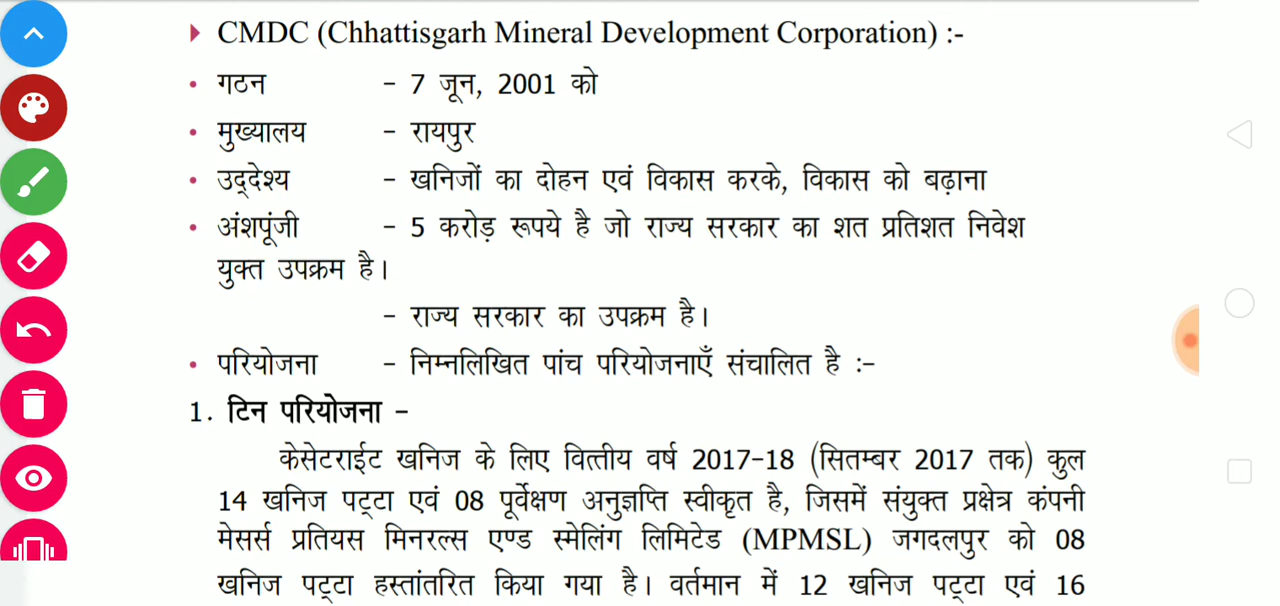 CMDC (Chhattisgarh Mineral Development Corporation) :-
• गठन – 7 जून, 2001 को
• मुख्यालय – रायपुर
• उद्देश्य – खनिजों का दोहन एवं विकास करके, विकास को बढ़ाना
• अंशपूंजी – 5 करोड़ रूपये है जो राज्य सरकार का शत प्रतिशत निवेश
युक्त उपक्रम है।
– राज्य सरकार का उपक्रम है।
• परियोजना – निम्नलिखित पांच परियोजनाएँ संचालित है :-
1. टिन परियोजना –
केसेटराईट खनिज के लिए वित्तीय वर्ष 2017-18 (सितम्बर 2017 तक) कुल
14 खनिज पट्टा एवं 08 पूर्वेक्षण अनुज्ञप्ति स्वीकृत है, जिसमें संयुक्त प्रक्षेत्र कंपनी
मेसर्स प्रतियस मिनरल्स एण्ड स्मेलिंग लिमिटेड (MPMSL) जगदलपुर को 08
खनिज पट्टा हस्तांतरित किया गया है। वर्तमान में 12 खनिज पट्टा एवं 16